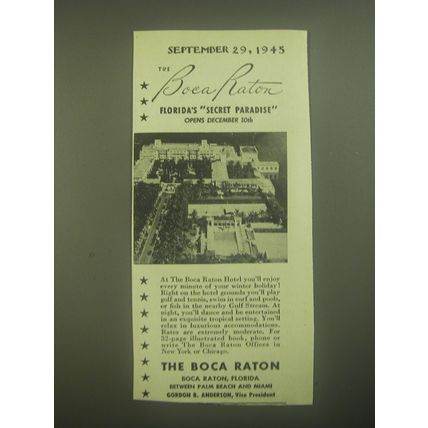 SEPTEMBER 29, 1945
THE
Boca Raton
FLORIDA'S "SECRET PARADISE"
OPENS DECEMBER 10th
At The Boca Raton Hotel you'll enjoy
every minute of your winter holiday!
Right on the hotel grounds you'll play
golf and tennis, swim in surf and pools,
or fish in the nearby Gulf Stream. At
night, you'll dance and be entertained
in an exquisite tropical setting. You'll
relax in luxurious accommodations.
Rates are extremely moderate. For
32-page illustrated book, phone or
write The Boca Raton Offices in
New York or Chicago.
THE BOCA RATON
BOCA RATON, FLORIDA
BETWEEN PALM BEACH AND MIAMI
GORDON B. ANDERSON, Vice President